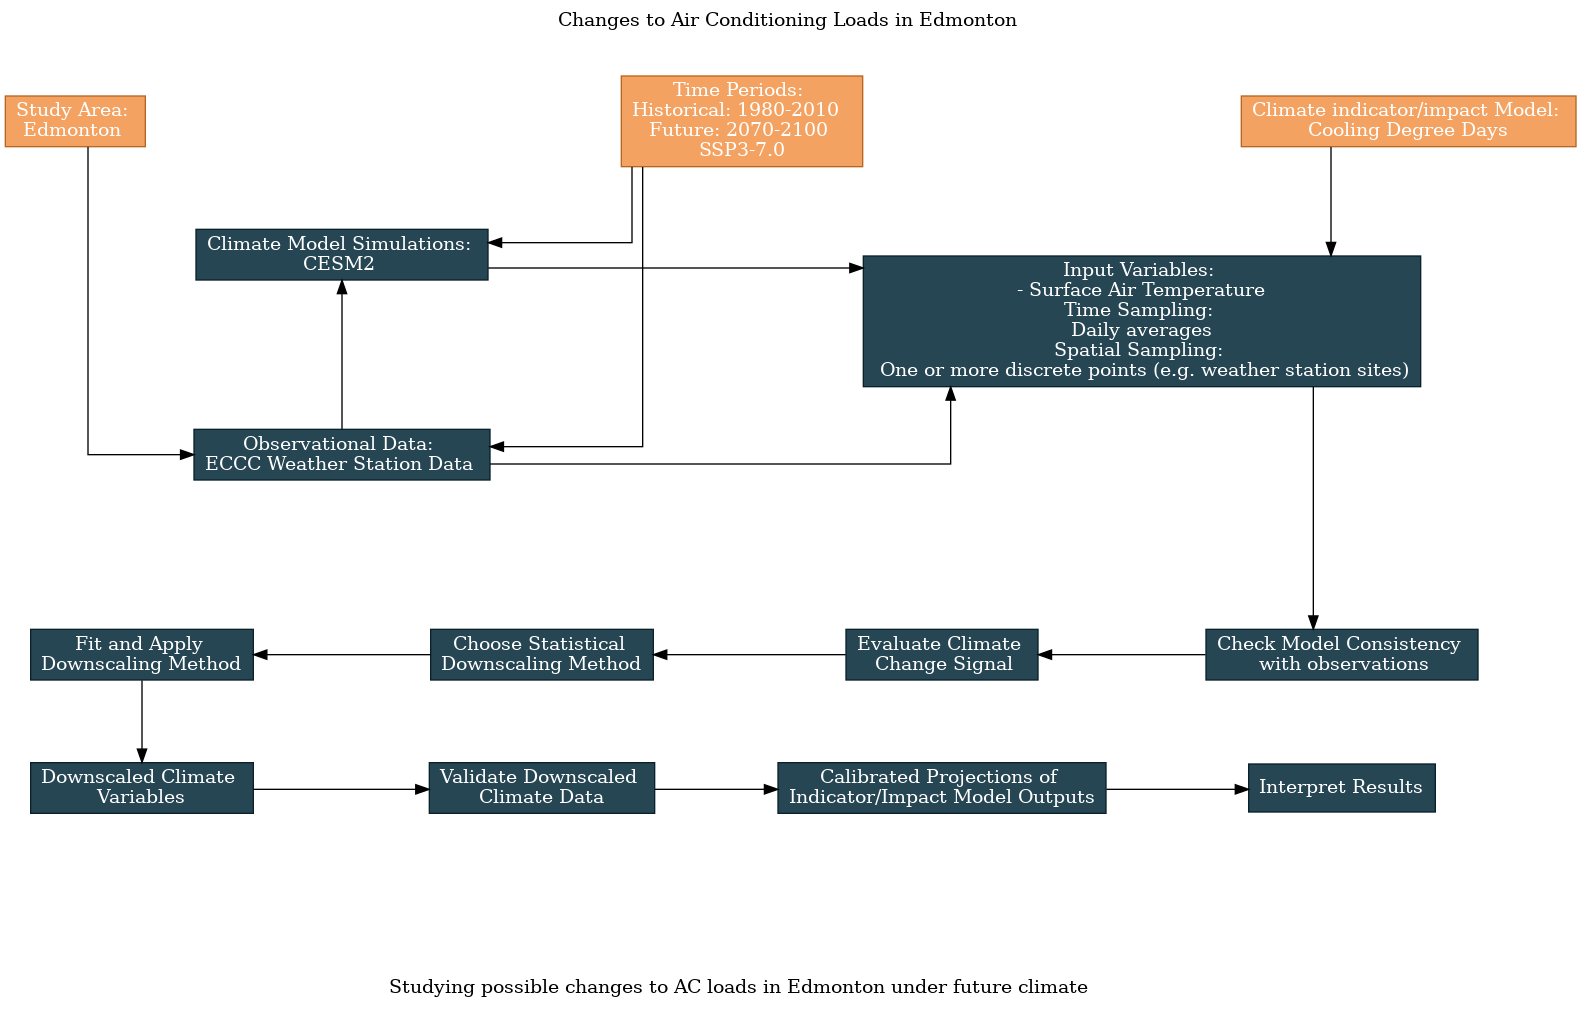 Changes to Air Conditioning Loads in Edmonton
Study Area:
Edmonton
Time Periods:
Historical: 1980-2010
Future: 2070-2100
SSP3-7.0
Climate indicator/impact Model:
Cooling Degree Days
Climate Model Simulations:
CESM2
Input Variables:
- Surface Air Temperature
Time Sampling:
Daily averages
Spatial Sampling:
One or more discrete points (e.g. weather station sites)
Observational Data:
ECCC Weather Station Data
Fit and Apply
Downscaling Method
Choose Statistical
Downscaling Method
Evaluate Climate
Change Signal
Check Model Consistency
with observations
Downscaled Climate
Variables
Validate Downscaled
Climate Data
Calibrated Projections of
Indicator/Impact Model Outputs
Interpret Results
Studying possible changes to AC loads in Edmonton under future climate